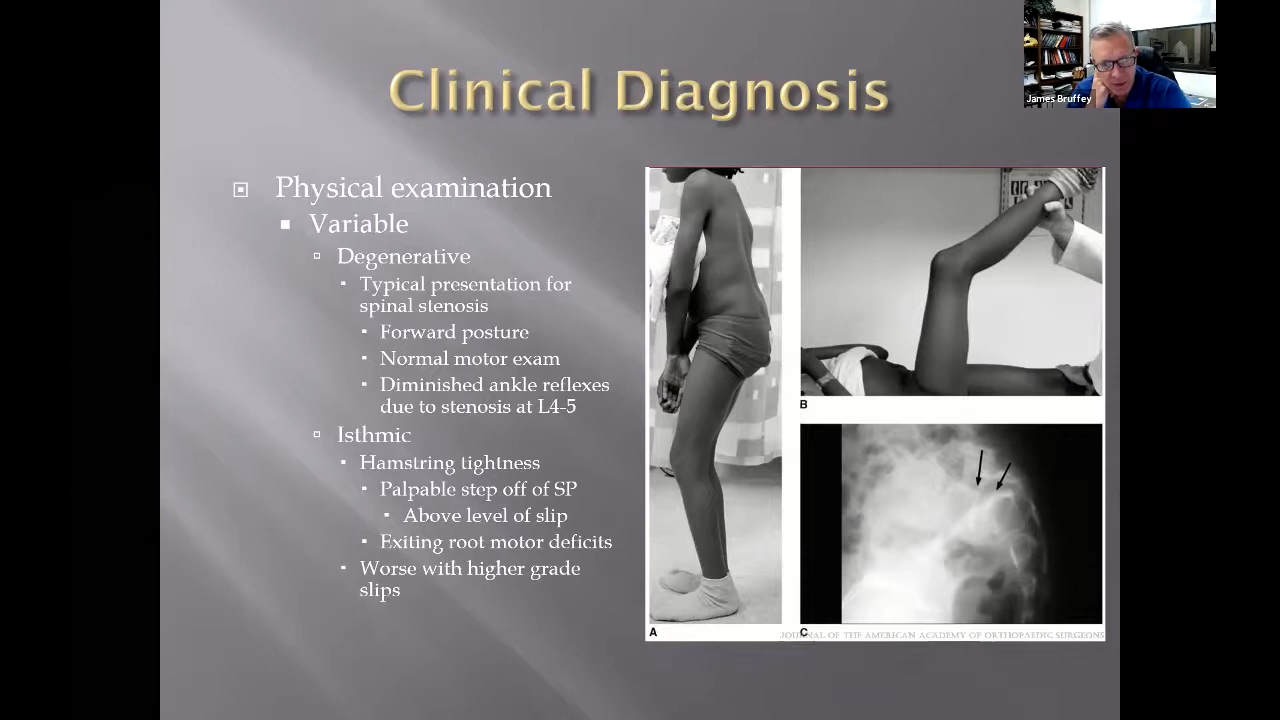 James Bruffey
Clinical Diagnosis
Physical examination
Variable
Degenerative
Typical presentation for
spinal stenosis
Forward posture
Normal motor exam
Diminished ankle reflexes
due to stenosis at L4-5
Isthmic
Hamstring tightness
Palpable step off of SP
Above level of slip
Exiting root motor deficits
Worse with higher grade
slips
B
A
C
JOURNAL OF THE AMERICAN ACADEMY OF ORTHOPAEDIC SURGEONS